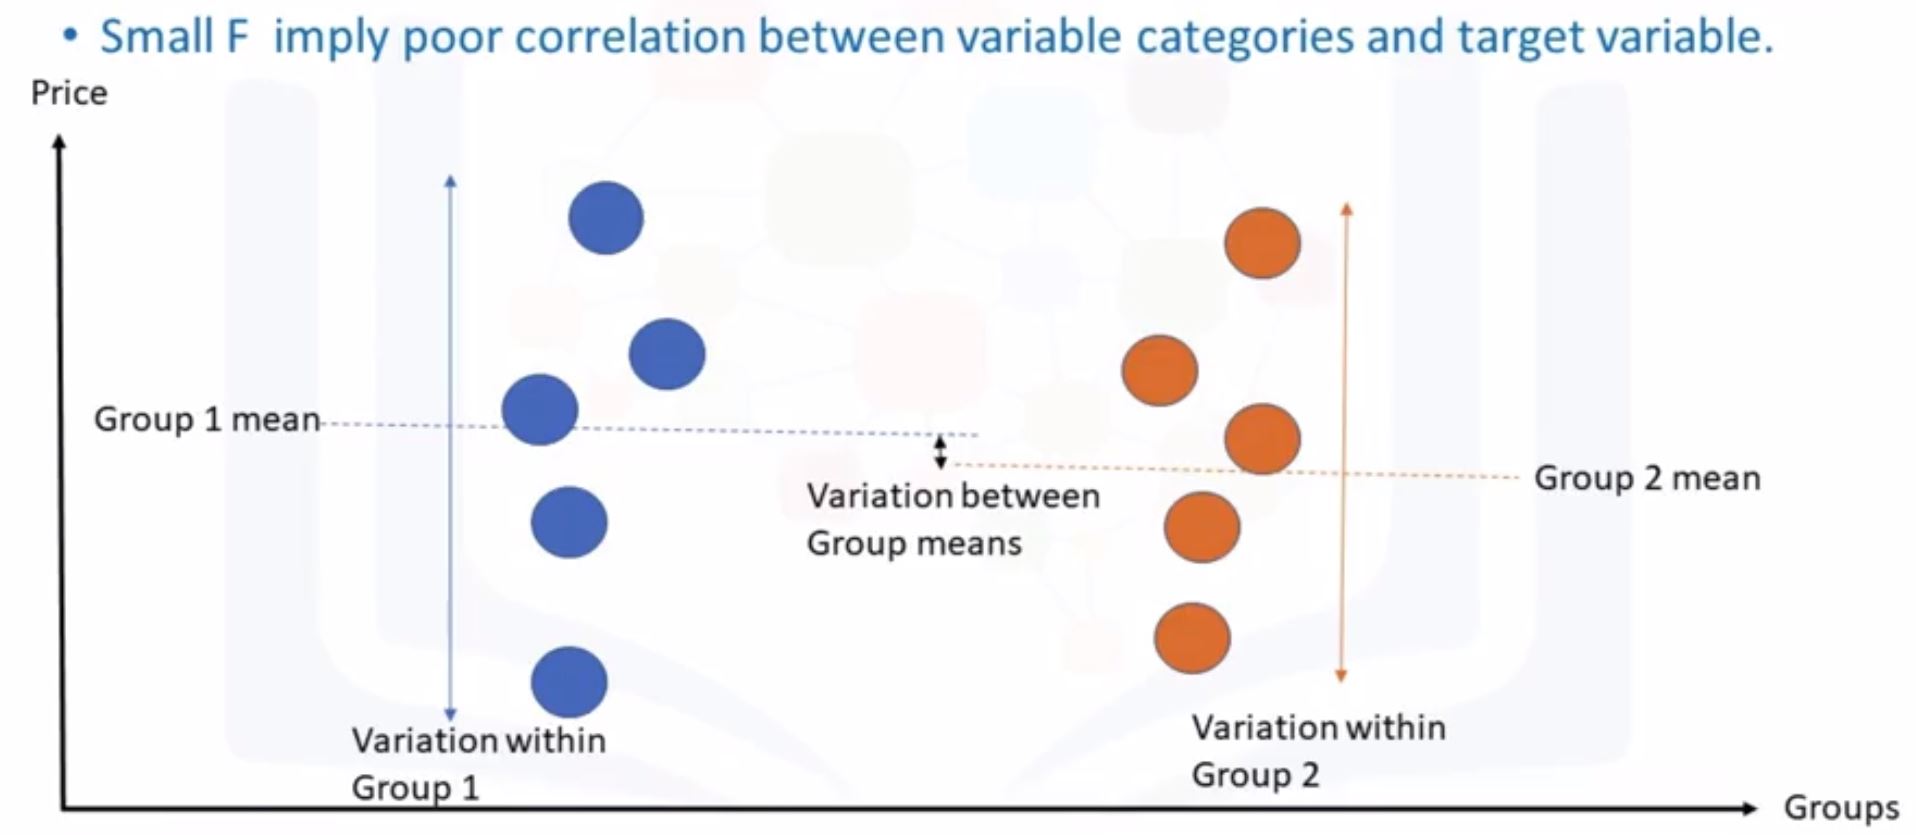 • Small F imply poor correlation between variable categories and target variable.
Price
Group 1 mean
Variation between
Group means
Group 2 mean
Variation within
Group 1
Variation within
Group 2
Groups